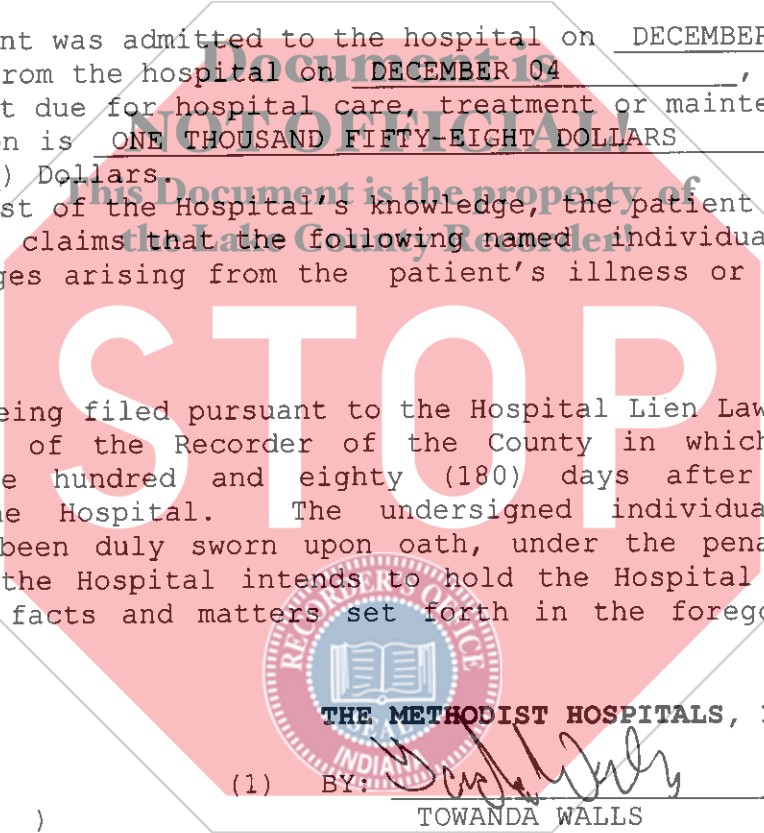 nt was admitted to the hospital on DECEMBER
Document is
rom the hospital on DECEMBER 04 ,
t due for hospital care, treatment or mainte
NOT OFFICIAL!
n is ONE THOUSAND FIFTY-EIGHT DOLLARS
) Dollars.
This Document is the property of
st of the Hospital's knowledge, the patient
the Lake County Recorder!
claims that the following named individua
ges arising from the patient's illness or
STOP
eing filed pursuant to the Hospital Lien Law
of the Recorder of the County in which
e hundred and eighty (180) days after
he Hospital. The undersigned individua
been duly sworn upon oath, under the pena
the Hospital intends to hold the Hospital
facts and matters set forth in the forego
RECORDER'S OFFICE
SEAL
INDIANA
THE METHODIST HOSPITALS, I
(1) BY:
) TOWANDA WALLS